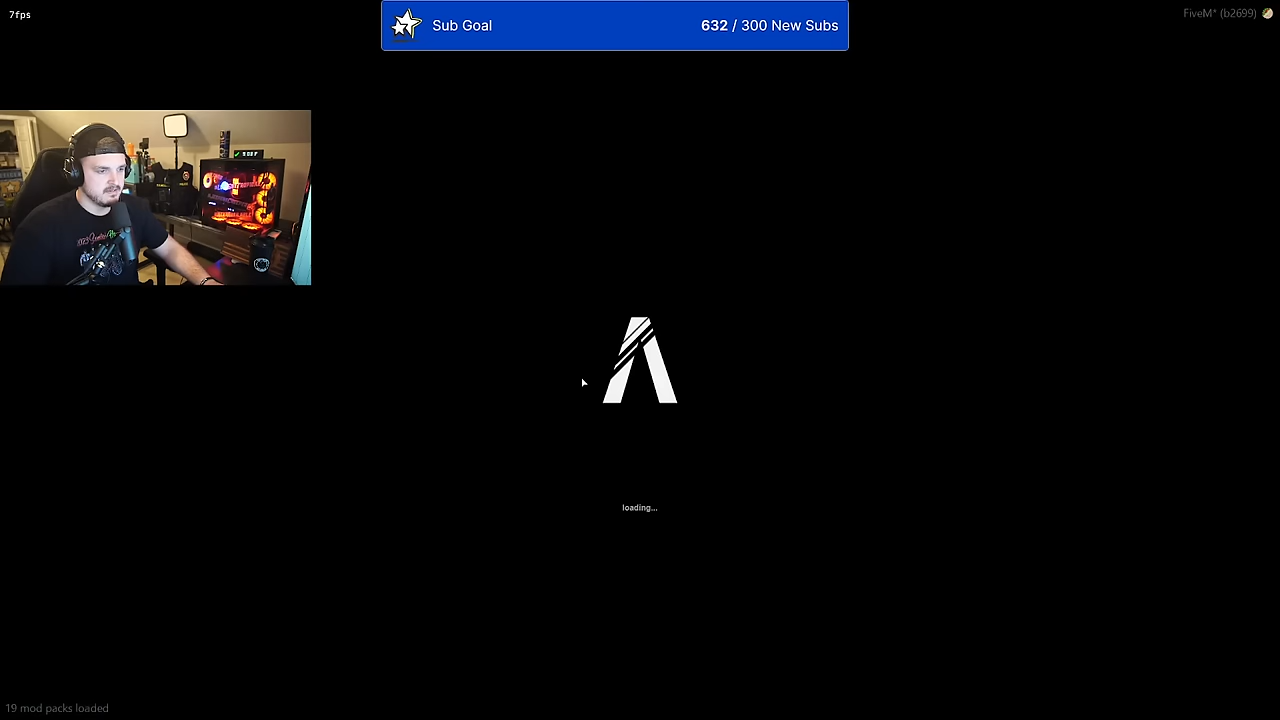 7fps
Sub Goal
632 / 300 New Subs
FiveM* (b2699)
loading...
19 mod packs loaded